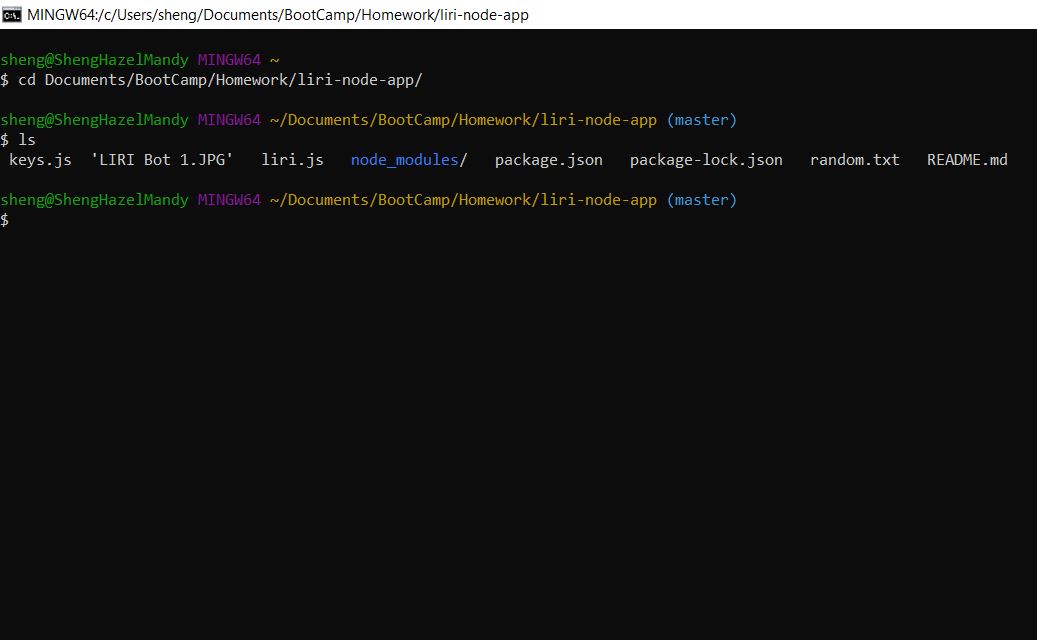 MINGW64:/c/Users/sheng/Documents/BootCamp/Homework/liri-node-app
sheng@ShengHazelMandy MINGW64 ~
$ cd Documents/BootCamp/Homework/liri-node-app/
sheng@ShengHazelMandy MINGW64 ~/Documents/BootCamp/Homework/liri-node-app (master)
$ ls
keys.js  'LIRI Bot 1.JPG'   liri.js   node_modules/   package.json   package-lock.json   random.txt   README.md
sheng@ShengHazelMandy MINGW64 ~/Documents/BootCamp/Homework/liri-node-app (master)
$